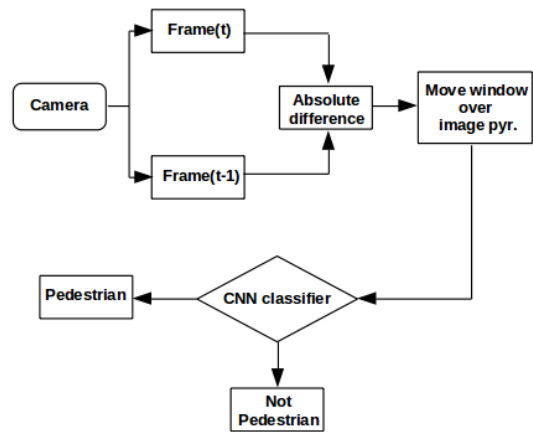 Frame(t)
Camera
Absolute
difference
Move window
over
image pyr.
Frame(t-1)
Pedestrian
CNN classifier
Not
Pedestrian